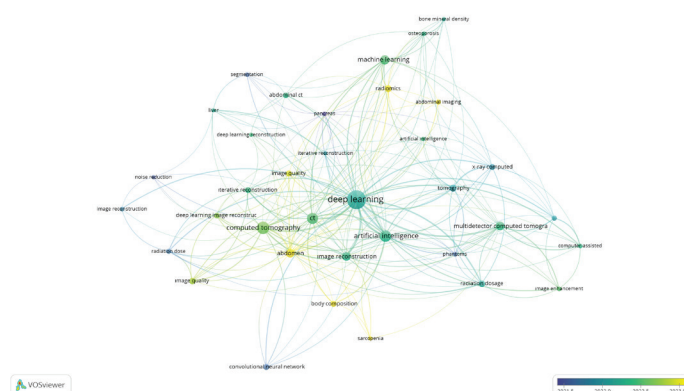 bone mineral density
osteoporosis
machine learning
segmentation
radiomics
abdominal ct
abdominal imaging
liver
pancreas
deep learning reconstruction
artificial intelligence
iterative reconstruction
x-ray computed
image quality
noise reduction
iterative reconstruction
tomography
deep learning
image reconstruction
deep learning image reconstruc
ct
computed tomography
multidetector computed tomogra
artificial intelligence
computer-assisted
radiation dose
abdomen
image reconstruction
phantoms
image quality
radiation dosage
image enhancement
body composition
sarcopenia
convolutional neural network
VOSviewer